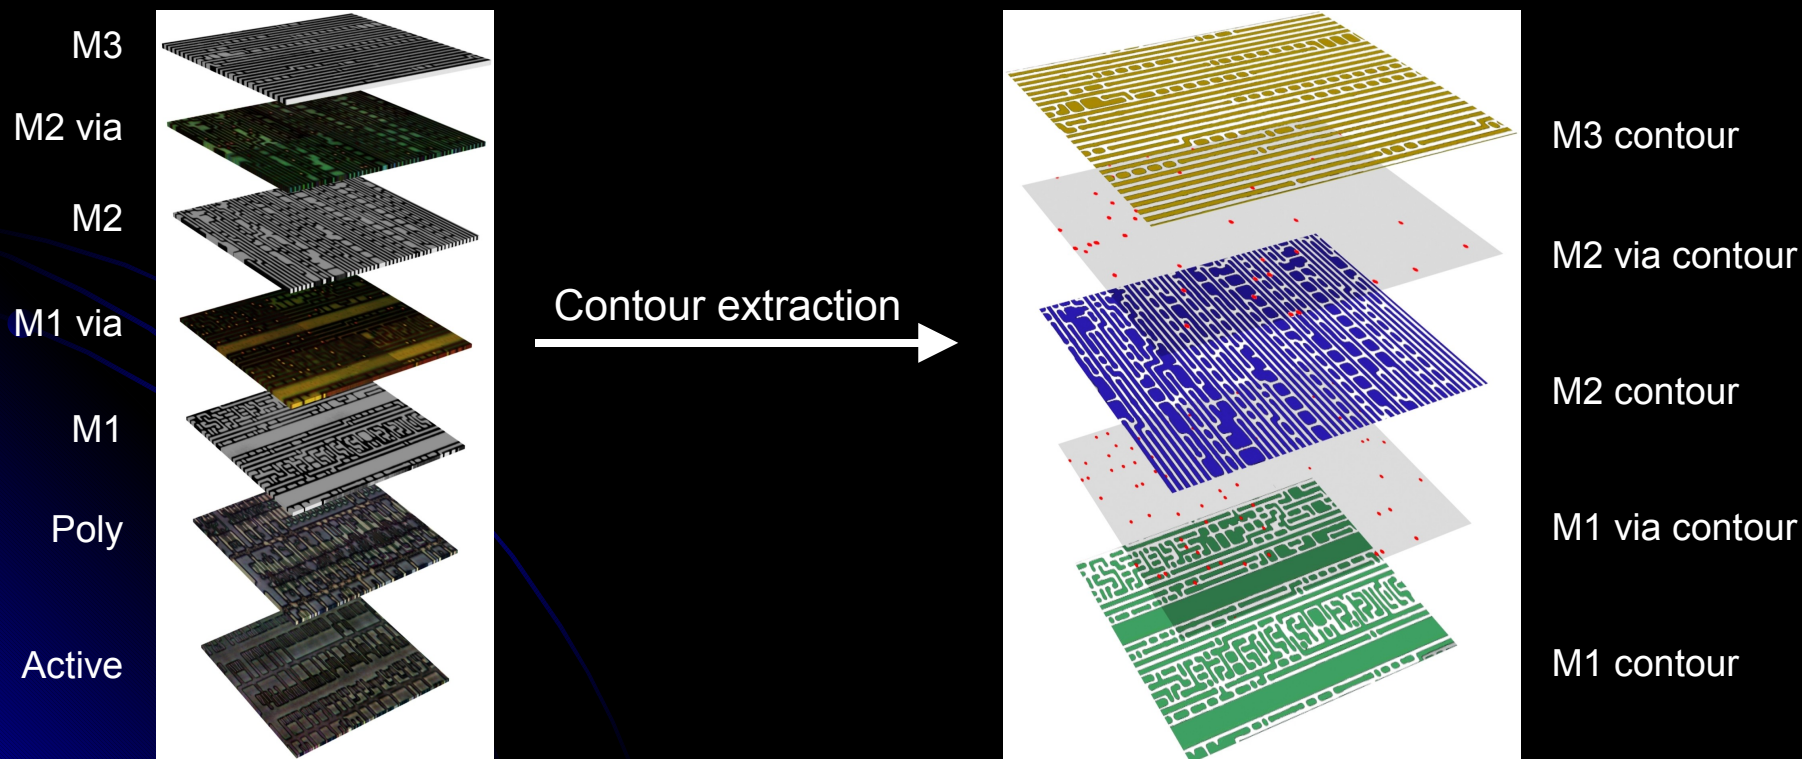 M3
M2 via
M2
M1 via
M1
Poly
Active
Contour extraction
M3 contour
M2 via contour
M2 contour
M1 via contour
M1 contour